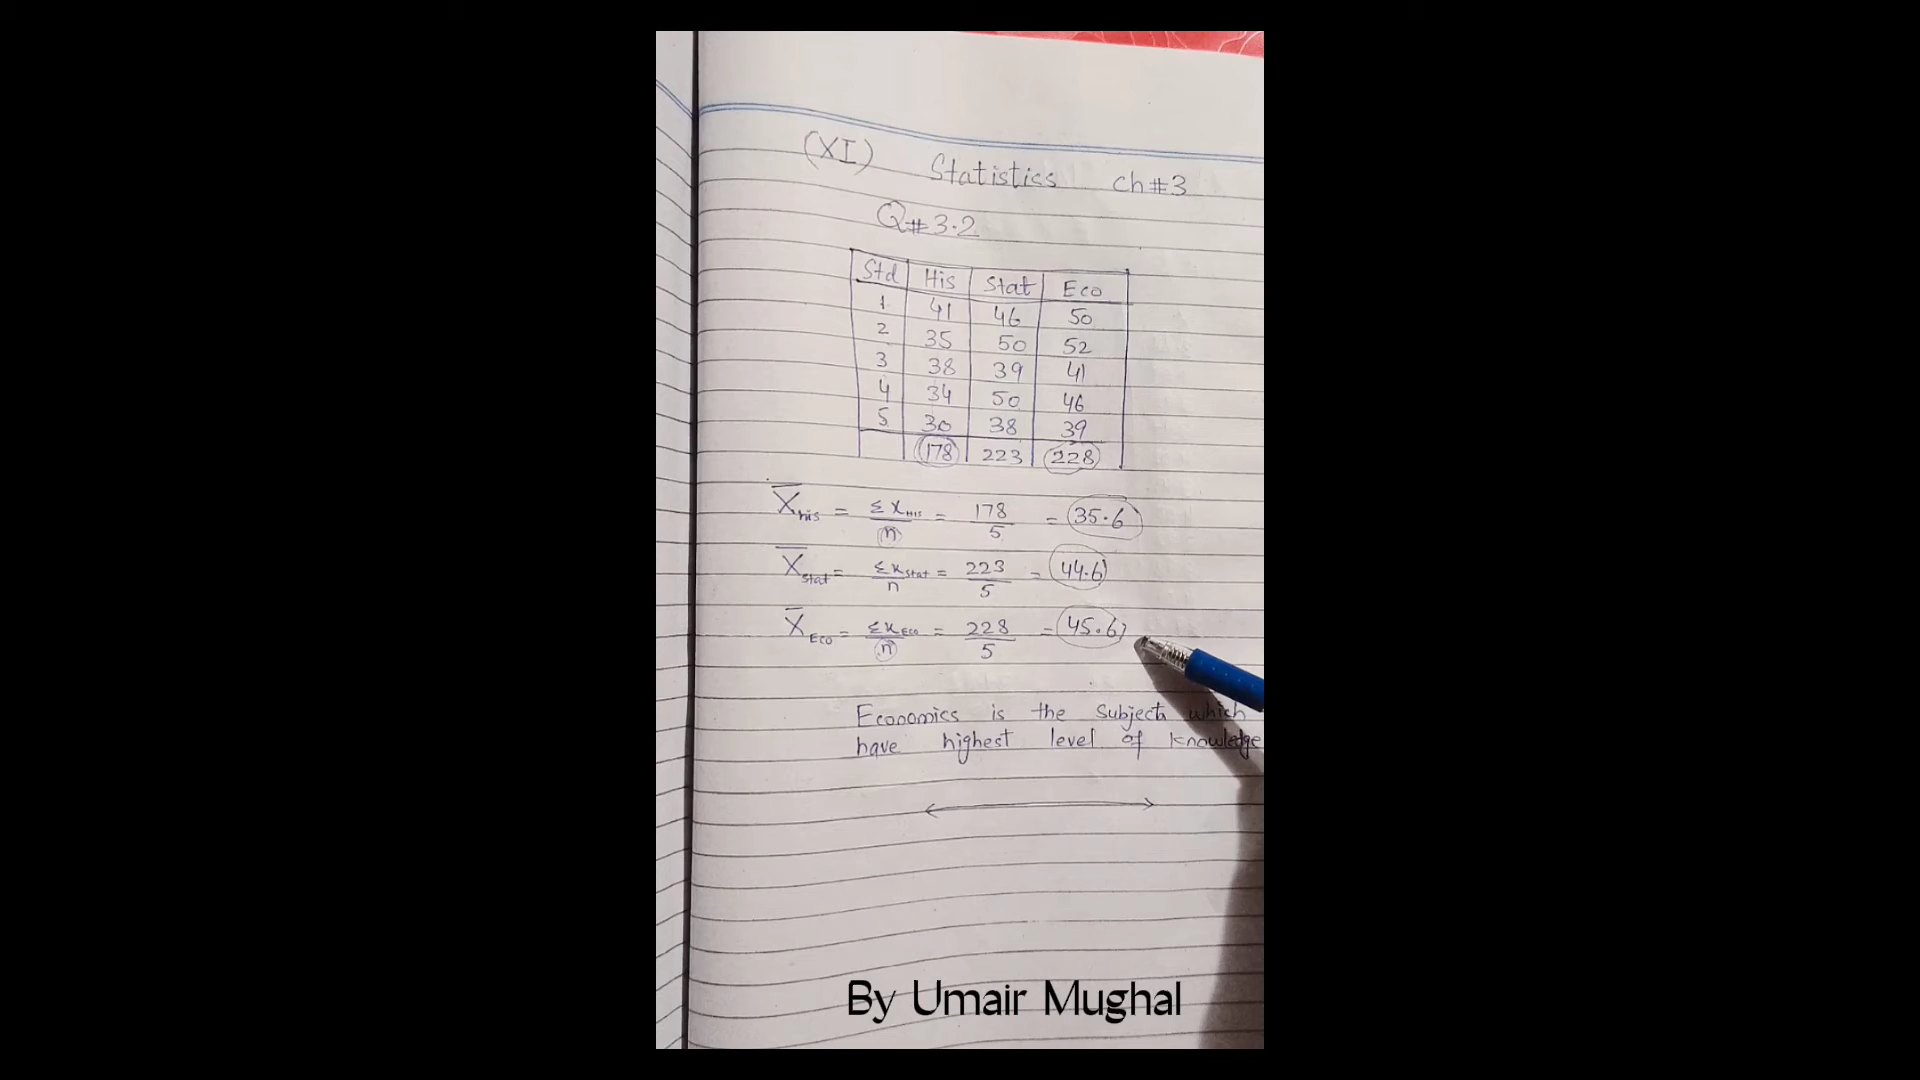 (XI) Statistics Ch#3
Q#3.2
Std His Stat Eco
1 41 46 50
2 35 50 52
3 38 39 41
4 34 50 46
5 30 38 39
178 223 228
X̄his = ΣXHis/n = 178/5 = 35.6
X̄stat = Σxstat/n = 223/5 = 44.6
X̄Eco = ΣxEco/n = 228/5 = 45.6
Economics is the Subject which
have highest level of knowledge
By Umair Mughal